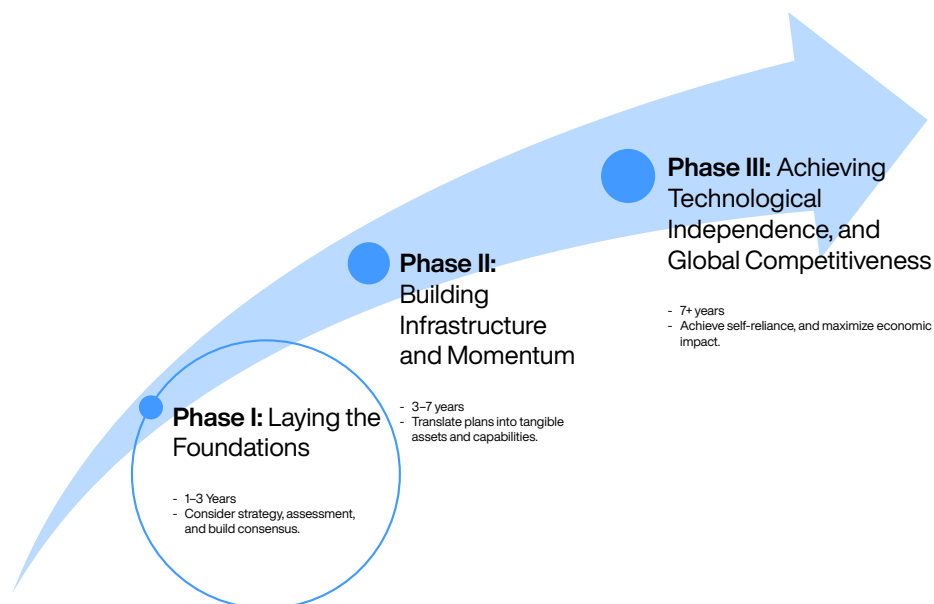 Phase I: Laying the
Foundations
- 1–3 Years
- Consider strategy, assessment,
and build consensus.
Phase II:
Building
Infrastructure
and Momentum
- 3–7 years
- Translate plans into tangible
assets and capabilities.
Phase III: Achieving
Technological
Independence, and
Global Competitiveness
- 7+ years
- Achieve self-reliance, and maximize economic
impact.